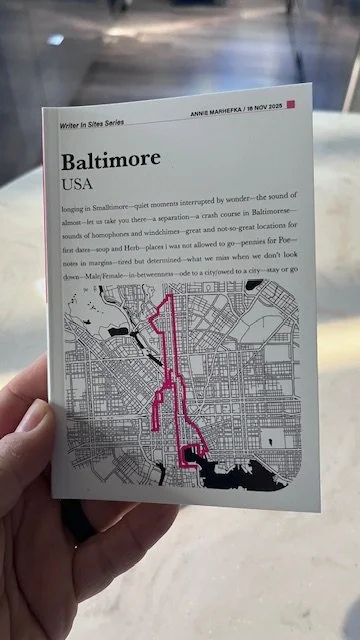 Writer In Sites Series
ANNIE MARHEFKA / 16 NOV 2025
Baltimore
USA
longing in Smalltimore—quiet moments interrupted by wonder—the sound of
almost—let us take you there—a separation—a crash course in Baltimorese—
sounds of homophones and windchimes—great and not-so-great locations for
first dates—soup and Herb—places i was not allowed to go—pennies for Poe—
notes in margins—tired but determined—what we miss when we don't look
down—Male/Female—in-betweenness—ode to a city/owed to a city—stay or go